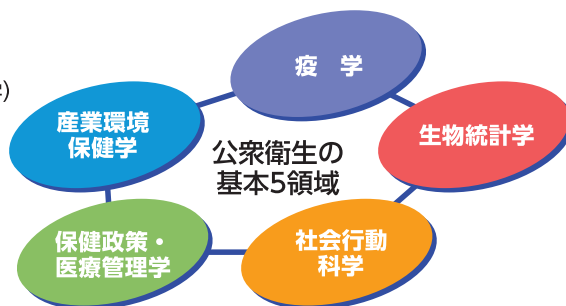 疫　学
産業環境
保健学
生物統計学
公衆衛生の
基本5領域
保健政策・
医療管理学
社会行動
科学